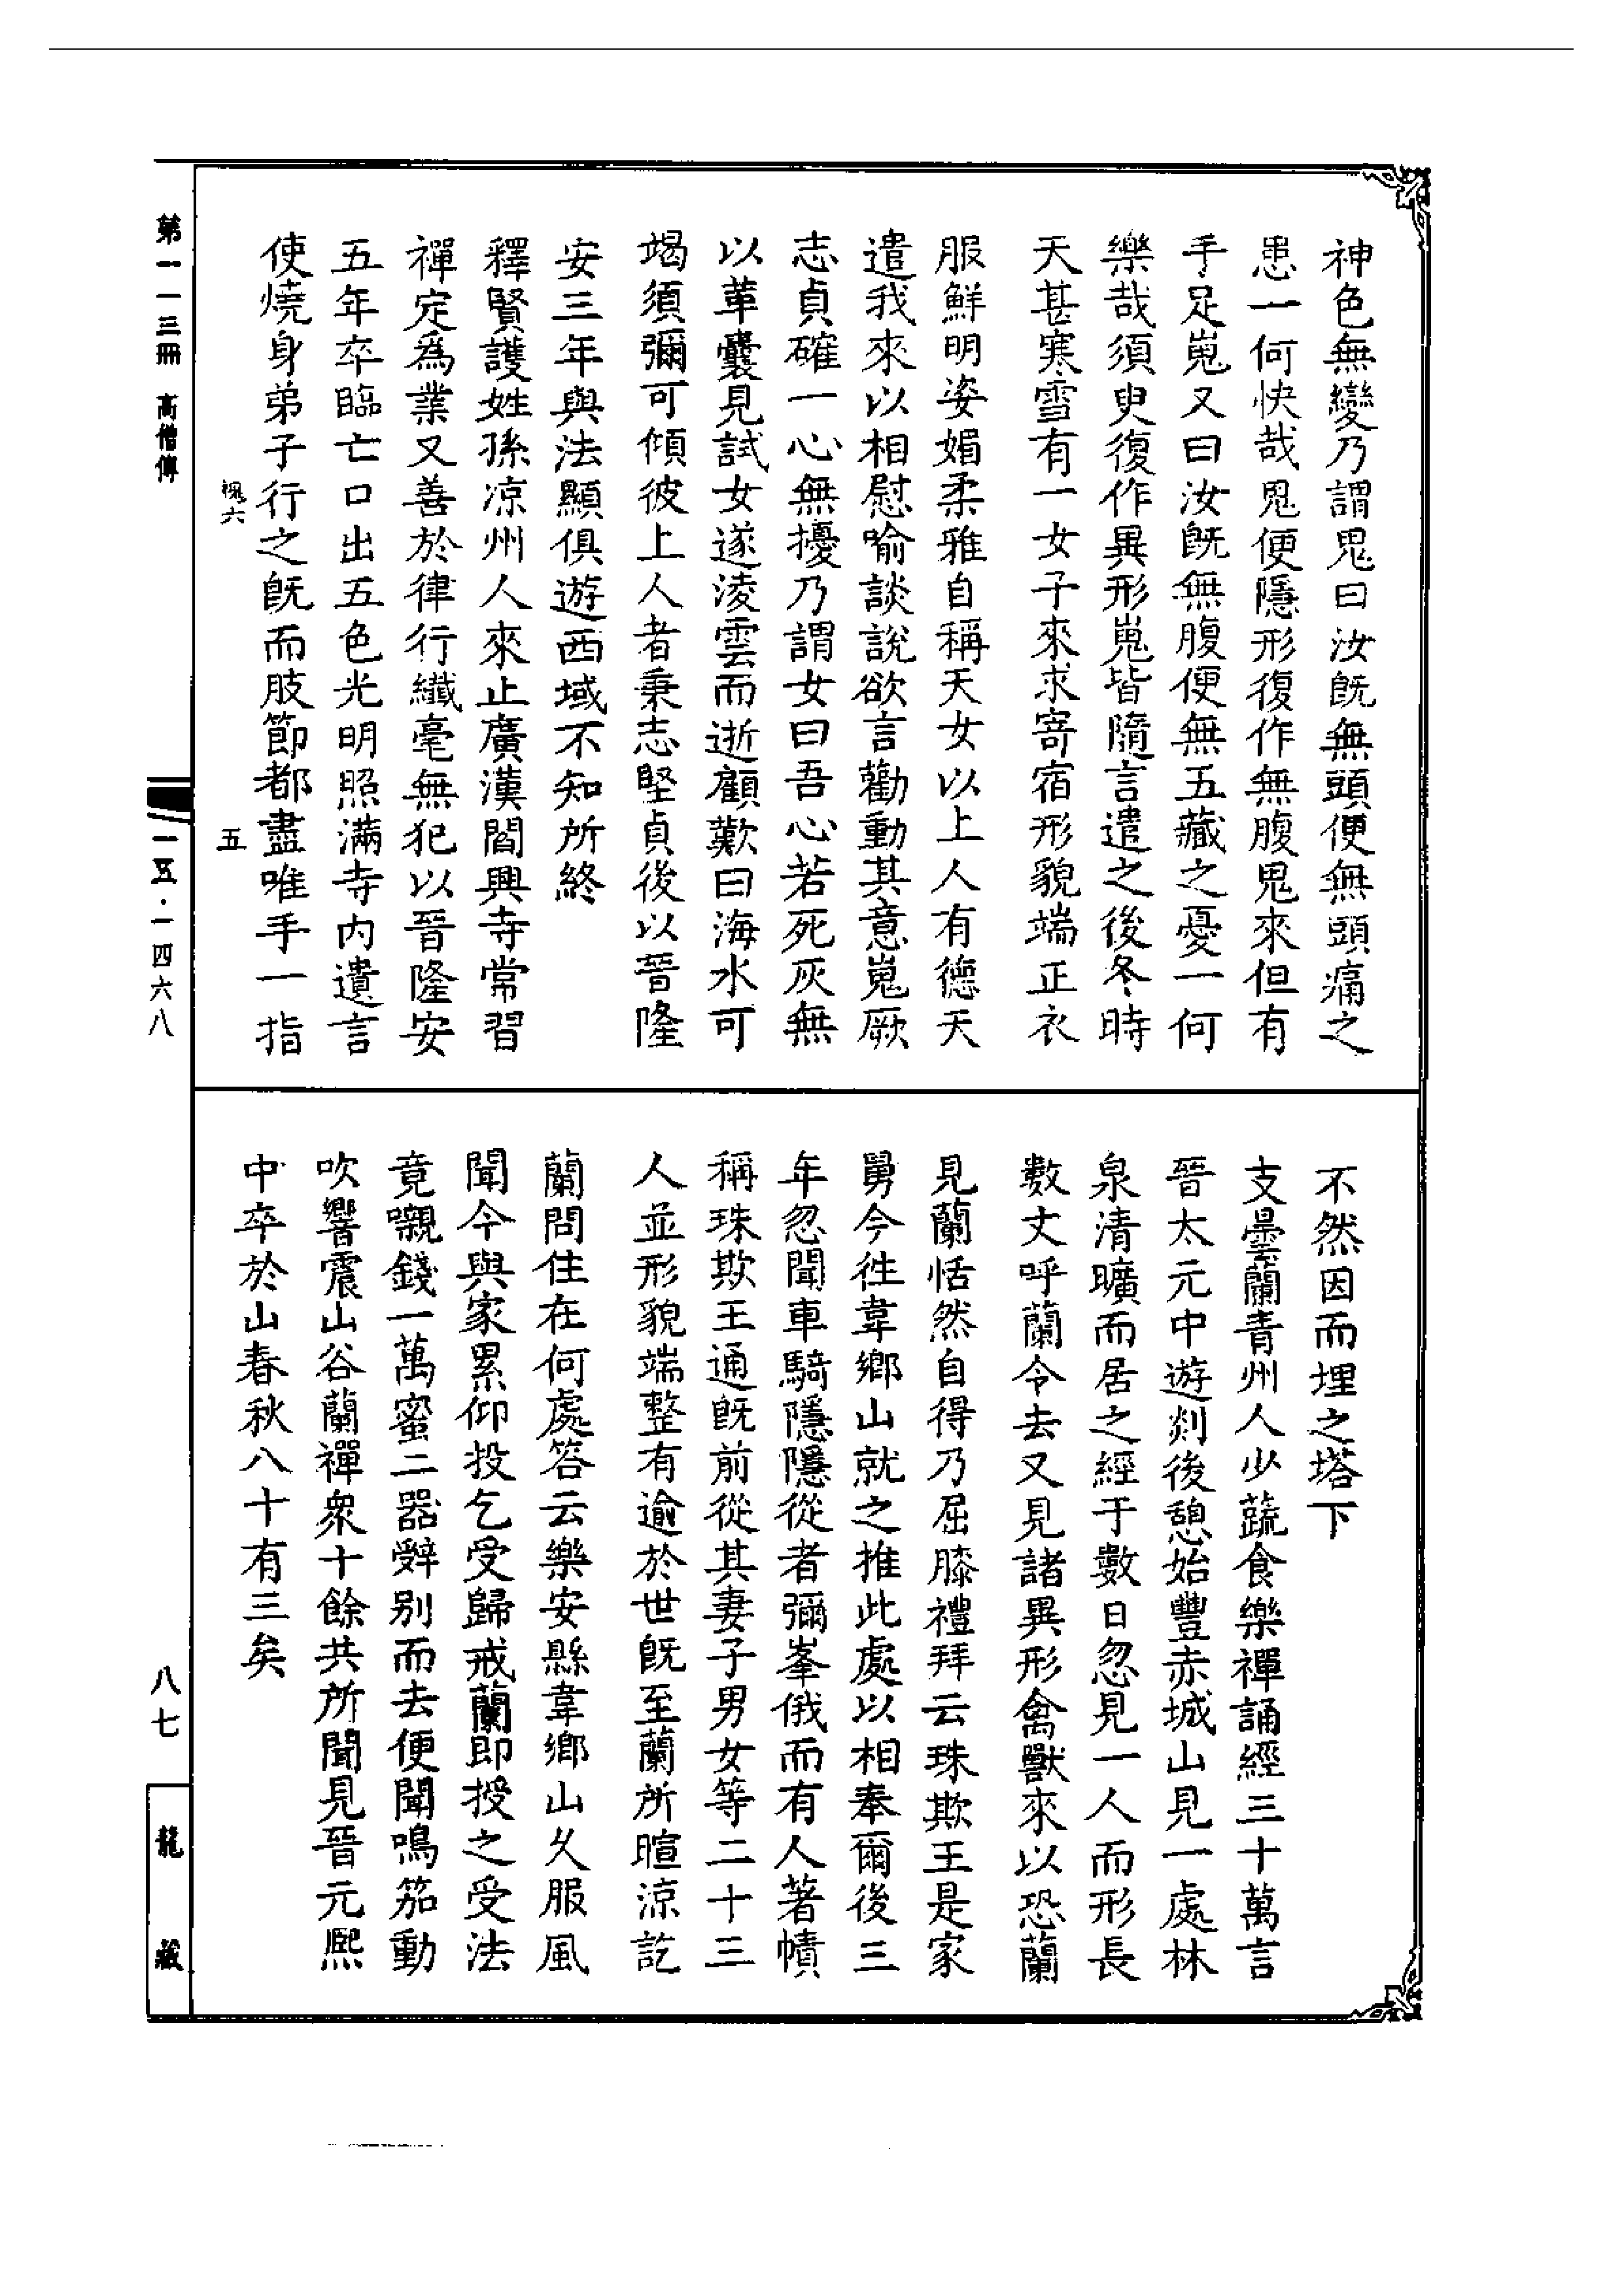 神色無變乃謂鬼曰汝旣無頭便無頭痛之
患一何快哉鬼便隱形復作無腹鬼來但有
手足嵬又曰汝旣無腹便無五藏之憂一何
樂哉須臾復作異形嵬皆隨言遣之後冬時
天甚寒雪有一女子來求寄宿形貌端正衣
服鮮明姿媚柔雅自稱天女以上人有德天
遣我來以相慰喻談說欲言勸動其意嵬厥
志貞確一心無擾乃謂女曰吾心若死灰無
以革囊見試女遂淩雲而逝顧歎曰海水可
竭須彌可傾彼上人者秉志堅貞後以晉隆
安三年與法顯俱遊西域不知所終
釋賢護姓孫凉州人來止廣漢閻興寺常習
禪定爲業又善於律行纖毫無犯以晉隆安
五年卒臨亡口出五色光明照滿寺內遺言
使燒身弟子行之旣而肢節都盡唯手一指
不然因而埋之塔下
支曇蘭青州人少蔬食樂禪誦經三十萬言
晉太元中遊剡後憩始豐赤城山見一處林
泉清曠而居之經于數日忽見一人而形長
數丈呼蘭令去又見諸異形禽獸來以恐蘭
見蘭恬然自得乃屈膝禮拜云珠欺王是家
舅今徃韋鄉山就之推此處以相奉爾後三
年忽聞車騎隱隱從者彌峯俄而有人著幘
稱珠欺王通旣前從其妻子男女等二十三
人並形貌端整有逾於世旣至蘭所暄涼訖
蘭問住在何處答云樂安縣韋鄉山久服風
聞今與家累仰投乞受歸戒蘭即授之受法
竟嚫錢一萬蜜二器辤别而去便聞鳴笳動
吹響震山谷蘭禪衆十餘共所聞見晉元熙
中卒於山春秋八十有三矣
槐六
五
第一一三冊 高僧傳
一五·一四六八
八七
龍藏